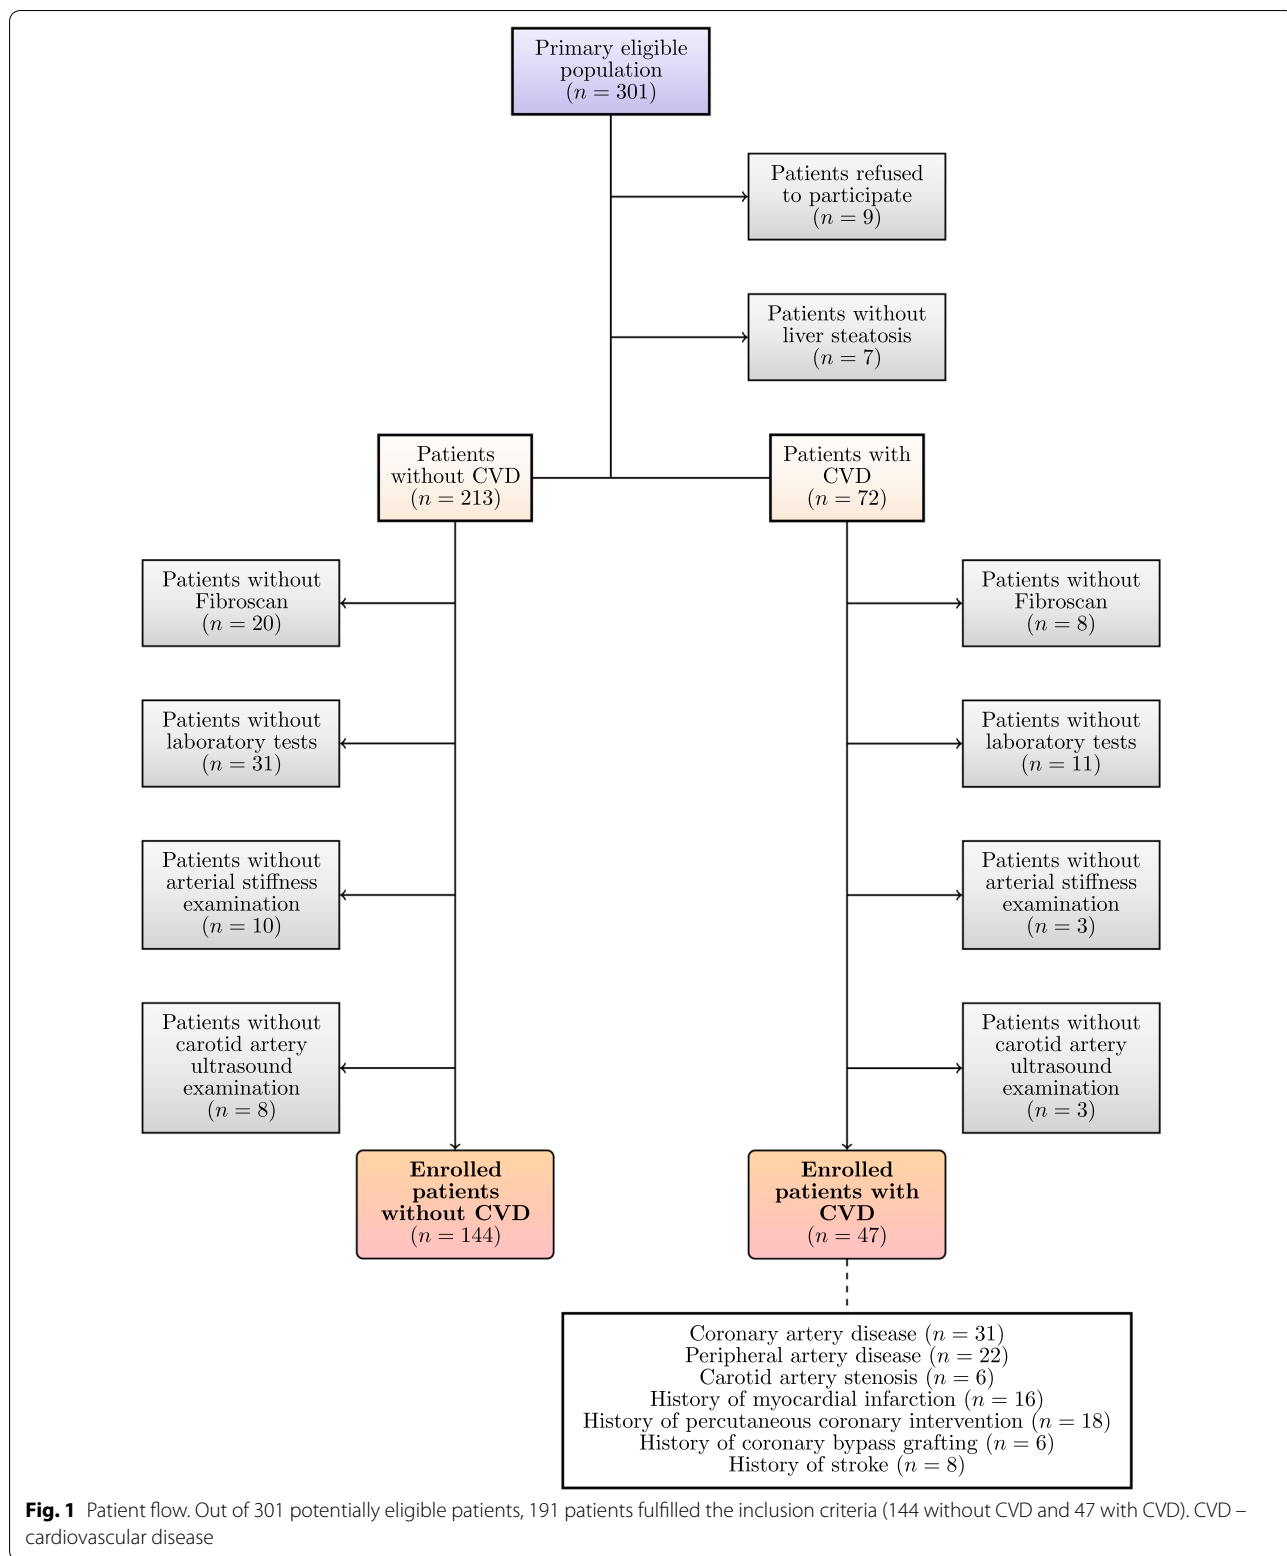 Primary eligible
population
(n = 301)
Patients refused
to participate
(n = 9)
Patients without
liver steatosis
(n = 7)
Patients
without CVD
(n = 213)
Patients with
CVD
(n = 72)
Patients without
Fibroscan
(n = 20)
Patients without
Fibroscan
(n = 8)
Patients without
laboratory tests
(n = 31)
Patients without
laboratory tests
(n = 11)
Patients without
arterial stiffness
examination
(n = 10)
Patients without
arterial stiffness
examination
(n = 3)
Patients without
carotid artery
ultrasound
examination
(n = 8)
Patients without
carotid artery
ultrasound
examination
(n = 3)
Enrolled
patients
without CVD
(n = 144)
Enrolled
patients with
CVD
(n = 47)
Coronary artery disease (n = 31)
Peripheral artery disease (n = 22)
Carotid artery stenosis (n = 6)
History of myocardial infarction (n = 16)
History of percutaneous coronary intervention (n = 18)
History of coronary bypass grafting (n = 6)
History of stroke (n = 8)
Fig. 1 Patient flow. Out of 301 potentially eligible patients, 191 patients fulfilled the inclusion criteria (144 without CVD and 47 with CVD). CVD –
cardiovascular disease